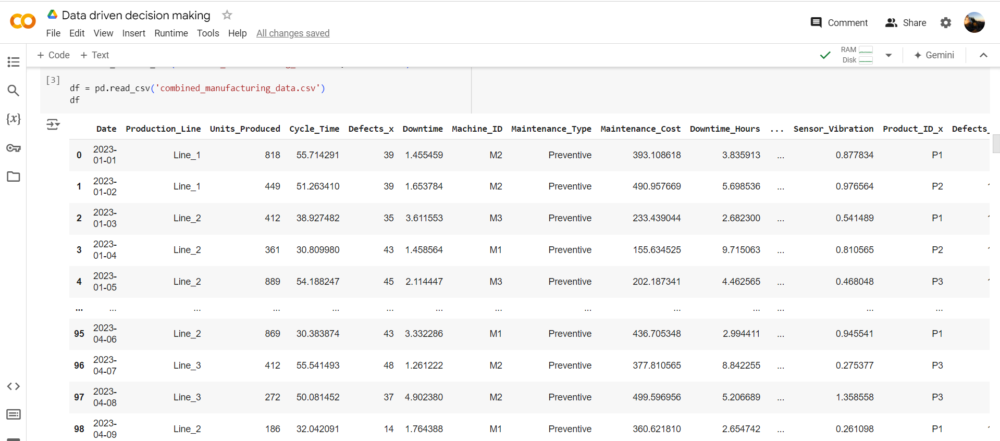 Data driven decision making
Comment
Share
File Edit View Insert Runtime Tools Help All changes saved
+ Code + Text
RAM
Disk
Gemini
[3]
df = pd.read_csv('combined_manufacturing_data.csv')
df
Date Production_Line Units_Produced Cycle_Time Defects_x Downtime Machine_ID Maintenance_Type Maintenance_Cost Downtime_Hours ... Sensor_Vibration Product_ID_x Defects_
0 2023-01-01 Line_1 818 55.714291 39 1.455459 M2 Preventive 393.108618 3.835913 ... 0.877834 P1
1 2023-01-02 Line_1 449 51.263410 39 1.653784 M2 Preventive 490.957669 5.698536 ... 0.976564 P2
2 2023-01-03 Line_2 412 38.927482 35 3.611553 M3 Preventive 233.439044 2.682300 ... 0.541489 P1
3 2023-01-04 Line_2 361 30.809980 43 1.458564 M1 Preventive 155.634525 9.715063 ... 0.810565 P2
4 2023-01-05 Line_2 889 54.188247 45 2.114447 M3 Preventive 202.187341 4.462565 ... 0.468048 P3
... ... ... ... ... ... ... ... ... ... ... ... ... ...
95 2023-04-06 Line_2 869 30.383874 43 3.332286 M1 Preventive 436.705348 2.994411 ... 0.945541 P1
96 2023-04-07 Line_3 412 55.541493 48 1.261222 M2 Preventive 377.810565 8.842255 ... 0.275377 P3
97 2023-04-08 Line_3 272 50.081452 37 4.902380 M2 Preventive 499.596956 5.206689 ... 1.358558 P3
98 2023-04-09 Line_2 186 32.042091 14 1.764388 M1 Preventive 360.621810 2.654742 ... 0.261098 P1